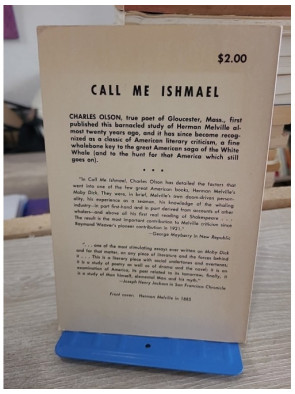 $2.00
CALL ME ISHMAEL
CHARLES OLSON, true poet of Gloucester, Mass., first
published this barnacled study of Herman Melville al-
most twenty years ago, and it has since become recog-
nized as a classic of American literary criticism, a fine
whalebone key to the great American saga of the White
Whale (and to the hunt for that America which still
goes on).
* * *
"In Call Me Ishmael, Charles Olson has detailed the factors that
went into one of the few great American books, Herman Melville's
Moby Dick. They were, in brief, Melville's own doom-driven person-
ality, his experience as a seaman, his knowledge of the whaling
industry—in part first-hand and in part derived from accounts of other
whalers—and above all his first real reading of Shakespeare . . . .
The result is the most important contribution to Melville criticism since
Raymond Weaver's pioneer contribution in 1921."
—George Mayberry in New Republic
". . . one of the most stimulating essays ever written on Moby Dick
and for that matter, on any piece of literature and the forces behind
it . . . . This is a literary piece with social undertones and overtones;
it is a study of poetry as well as of drama and the novel; it is an
examination of America, its past related to its tomorrow; finally, it
is a study of Man himself, elemental Man and his myth."
—Joseph Henry Jackson in San Francisco Chronicle
Front cover: Herman Melville in 1885